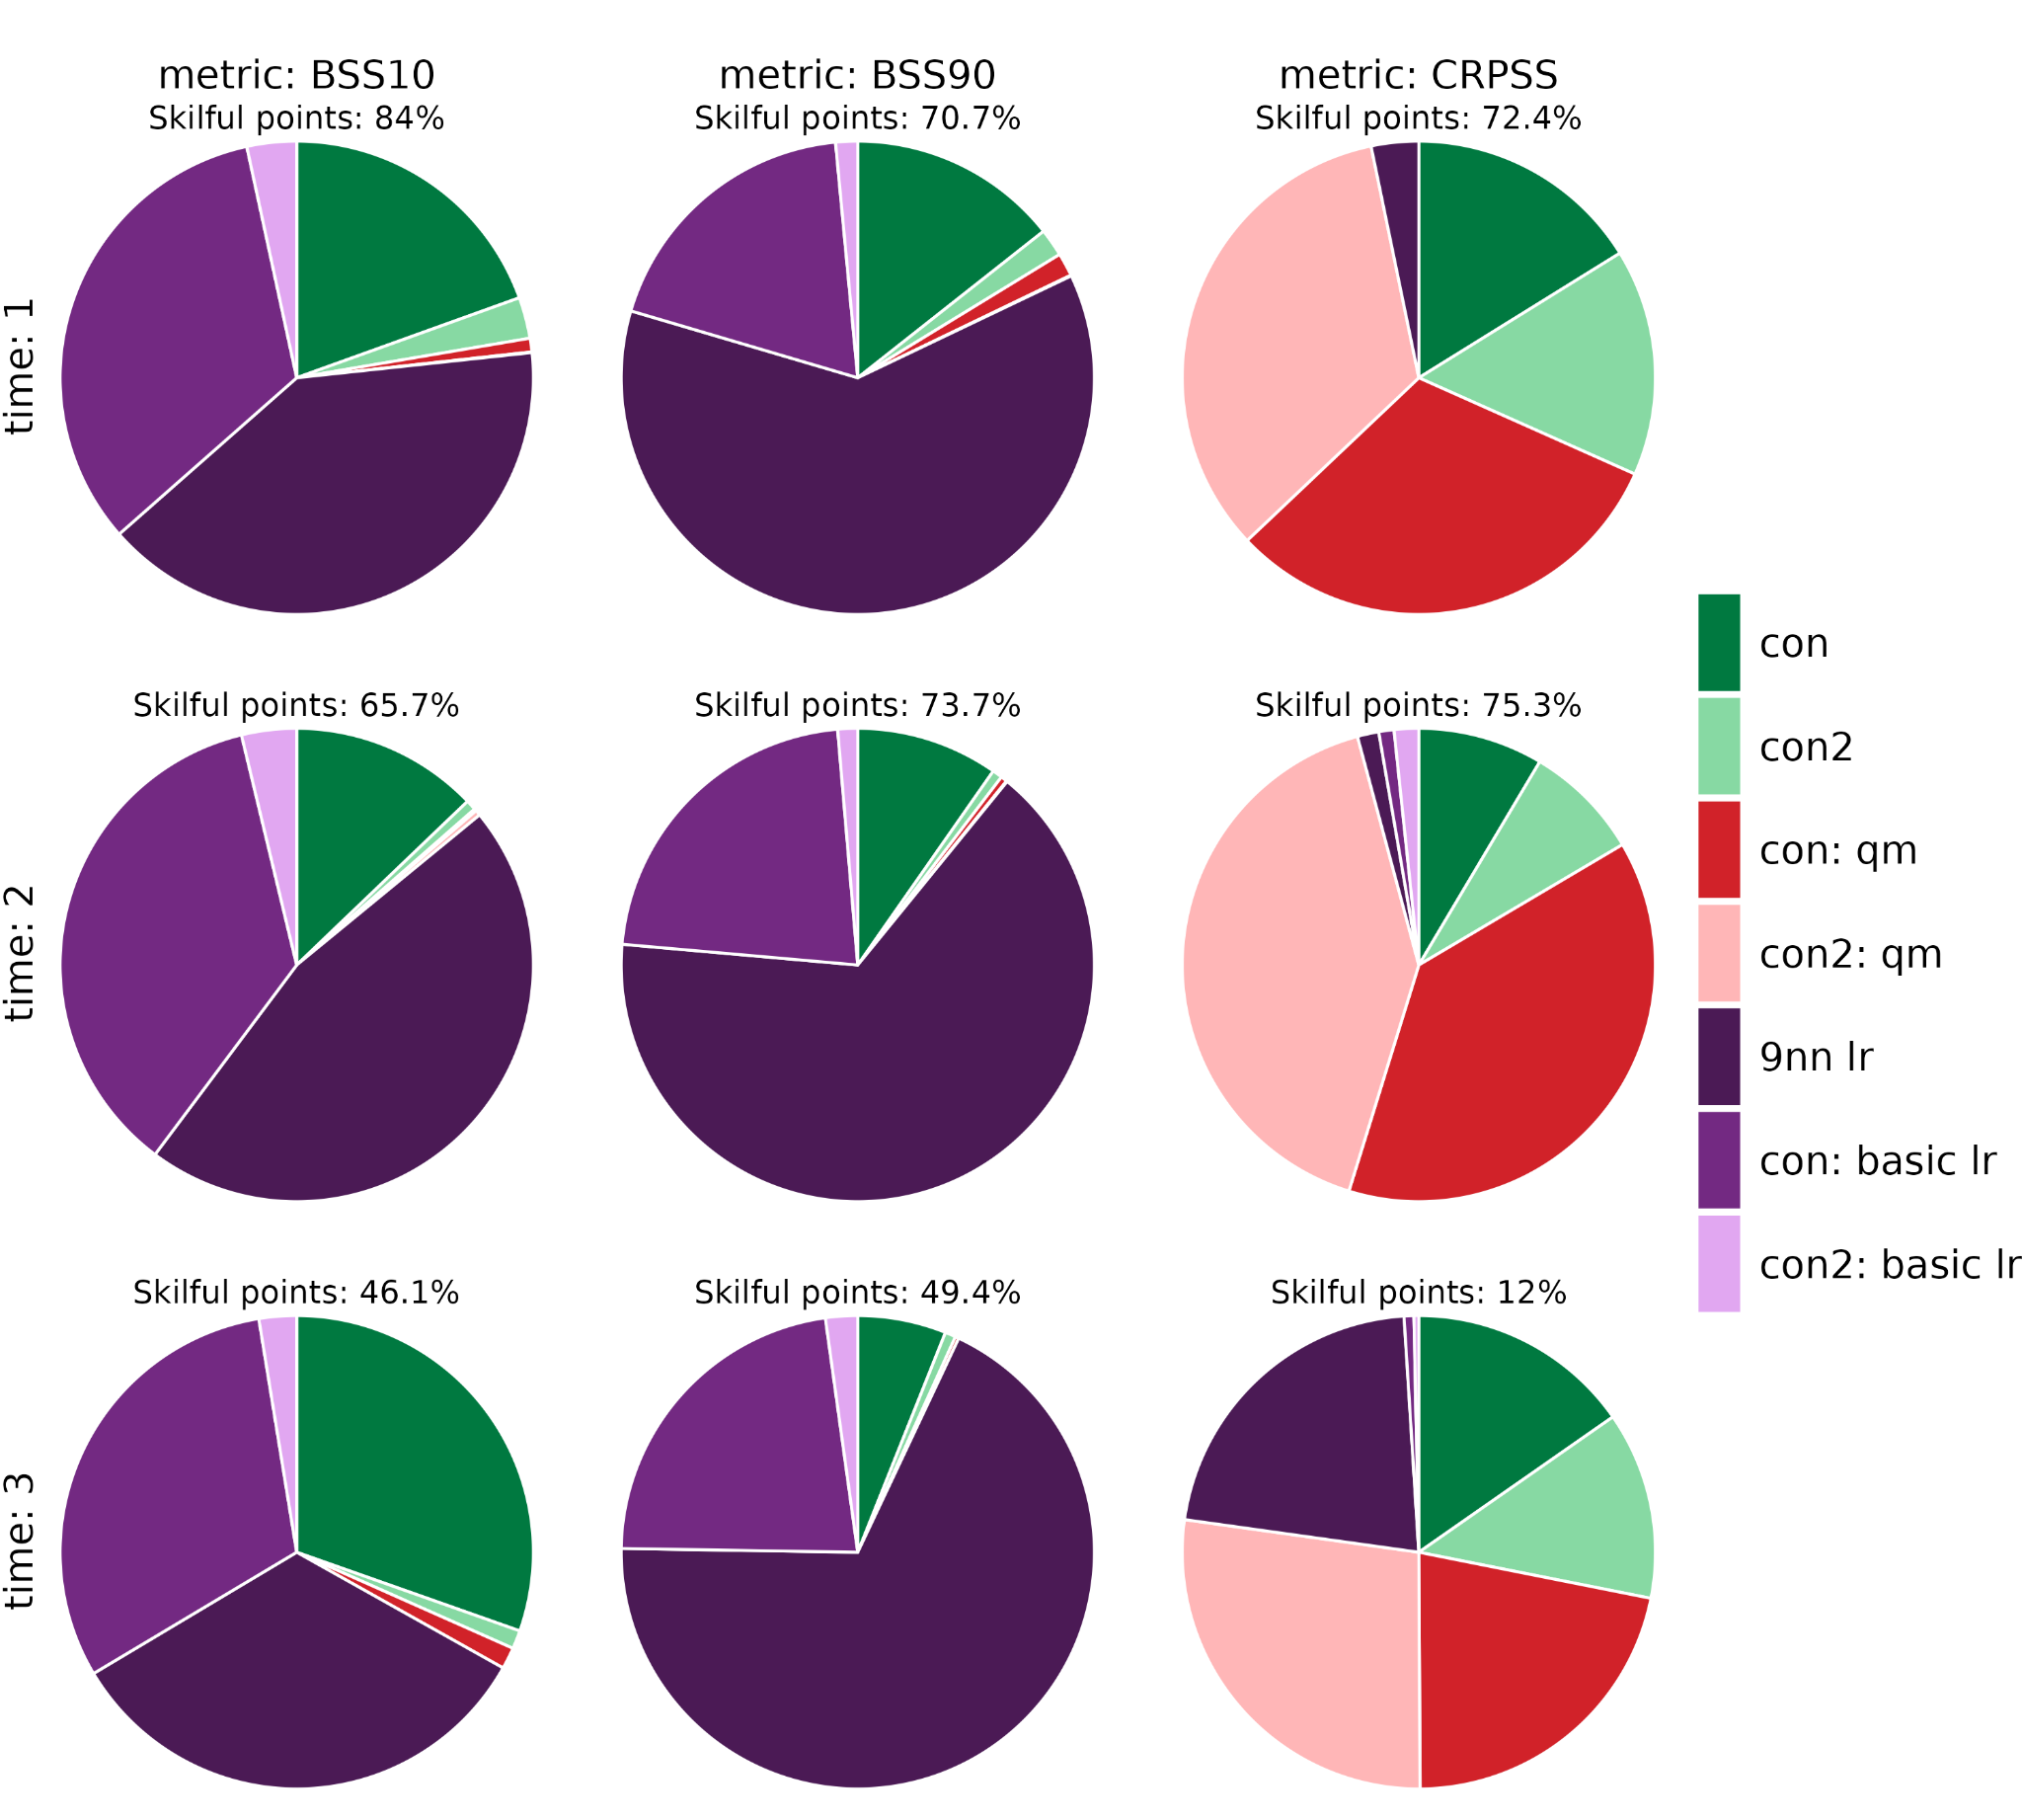 metric: BSS10
Skilful points: 84%
metric: BSS90
Skilful points: 70.7%
metric: CRPSS
Skilful points: 72.4%
time: 1
Skilful points: 65.7%
Skilful points: 73.7%
Skilful points: 75.3%
time: 2
Skilful points: 46.1%
Skilful points: 49.4%
Skilful points: 12%
time: 3
con
con2
con: qm
con2: qm
9nn lr
con: basic lr
con2: basic lr